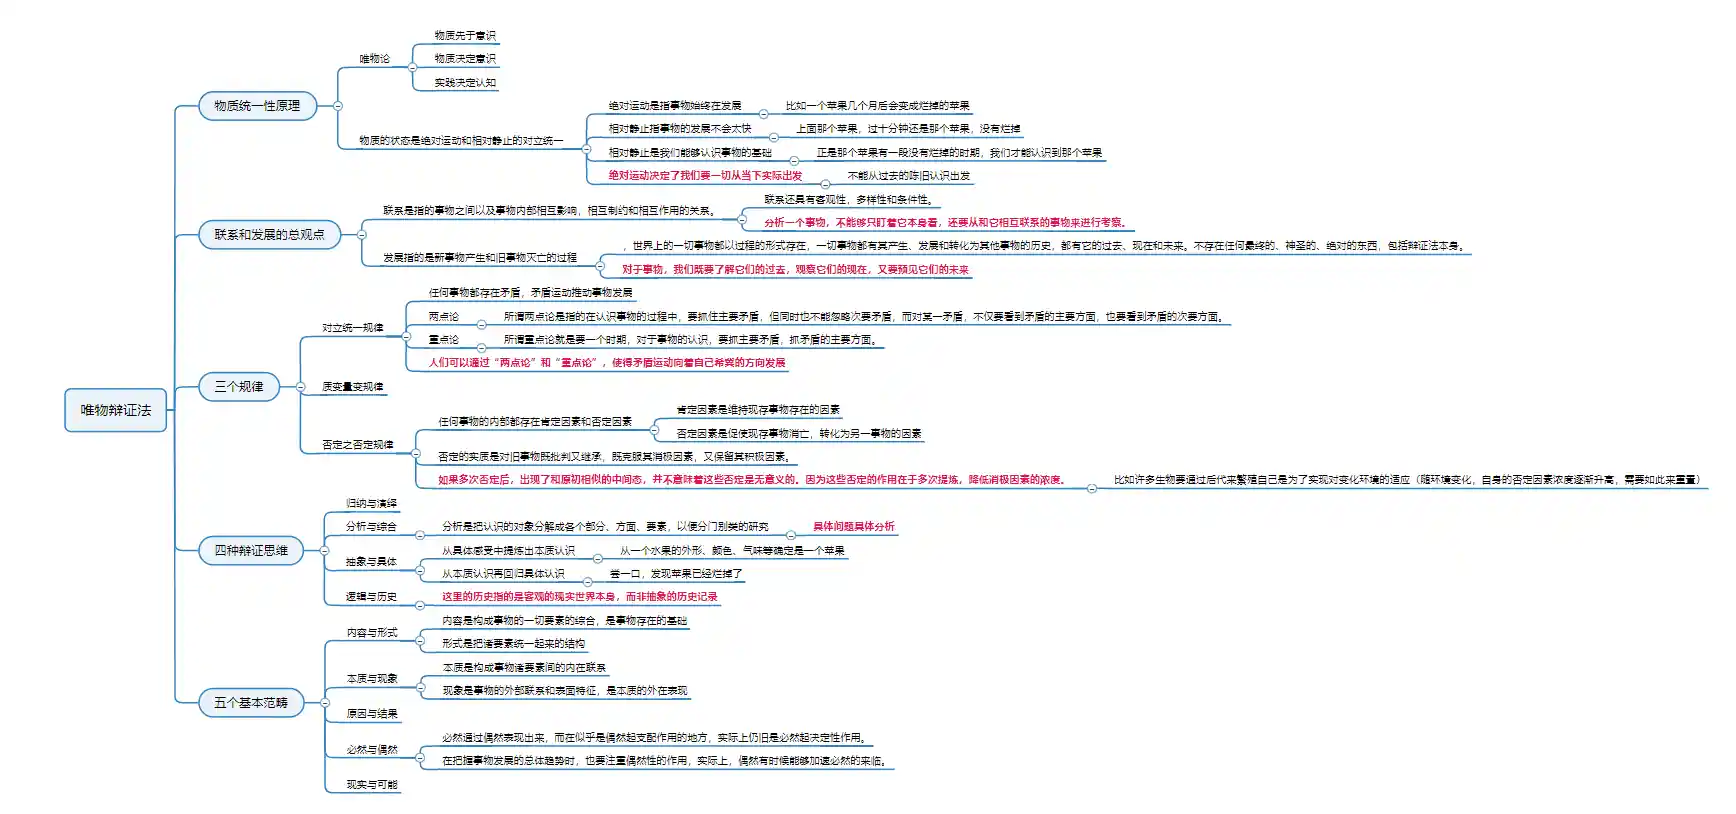 唯物辩证法
物质统一性原理
唯物论
物质先于意识
物质决定意识
实践决定认知
物质的状态是绝对运动和相对静止的对立统一
绝对运动是指事物始终在发展
比如一个苹果几个月后会变成烂掉的苹果
相对静止指事物的发展不会太快
上面那个苹果，过十分钟还是那个苹果，没有烂掉
相对静止是我们能够认识事物的基础
正是那个苹果有一段没有烂掉的时期，我们才能认识到那个苹果
绝对运动决定了我们要一切从当下实际出发
不能从过去的陈旧认识出发
联系和发展的总观点
联系是指的事物之间以及事物内部相互影响，相互制约和相互作用的关系。
联系还具有客观性，多样性和条件性。
分析一个事物，不能够只盯着它本身看，还要从和它相互联系的事物来进行考察。
发展指的是新事物产生和旧事物灭亡的过程
，世界上的一切事物都以过程的形式存在，一切事物都有其产生、发展和转化为其他事物的历史，都有它的过去、现在和未来。不存在任何最终的、神圣的、绝对的东西，包括辩证法本身。
对于事物，我们既要了解它们的过去，观察它们的现在，又要预见它们的未来
三个规律
对立统一规律
任何事物都存在矛盾，矛盾运动推动事物发展
两点论
所谓两点论是指的在认识事物的过程中，要抓住主要矛盾，但同时也不能忽略次要矛盾，而对某一矛盾，不仅要看到矛盾的主要方面，也要看到矛盾的次要方面。
重点论
所谓重点论就是要一个时期，对于事物的认识，要抓主要矛盾，抓矛盾的主要方面。
人们可以通过“两点论”和“重点论”，使得矛盾运动向着自己希冀的方向发展
质变量变规律
否定之否定规律
任何事物的内部都存在肯定因素和否定因素
肯定因素是维持现存事物存在的因素
否定因素是促使现存事物消亡，转化为另一事物的因素
否定的实质是对旧事物既批判又继承，既克服其消极因素，又保留其积极因素。
如果多次否定后，出现了和原初相似的中间态，并不意味着这些否定是无意义的。因为这些否定的作用在于多次提炼，降低消极因素的浓度。
比如许多生物要通过后代来繁殖自己是为了实现对变化环境的适应（随环境变化，自身的否定因素浓度逐渐升高，需要如此来重置）
四种辩证思维
归纳与演绎
分析与综合
分析是把认识的对象分解成各个部分、方面、要素，以便分门别类的研究
具体问题具体分析
抽象与具体
从具体感受中提炼出本质认识
从一个水果的外形、颜色、气味等确定是一个苹果
从本质认识再回归具体认识
尝一口，发现苹果已经烂掉了
逻辑与历史
这里的历史指的是客观的现实世界本身，而非抽象的历史记录
五个基本范畴
内容与形式
内容是构成事物的一切要素的综合，是事物存在的基础
形式是把诸要素统一起来的结构
本质与现象
本质是构成事物诸要素间的内在联系
现象是事物的外部联系和表面特征，是本质的外在表现
原因与结果
必然与偶然
必然通过偶然表现出来，而在似乎是偶然起支配作用的地方，实际上仍旧是必然起决定性作用。
在把握事物发展的总体趋势时，也要注重偶然性的作用，实际上，偶然有时候能够加速必然的来临。
现实与可能